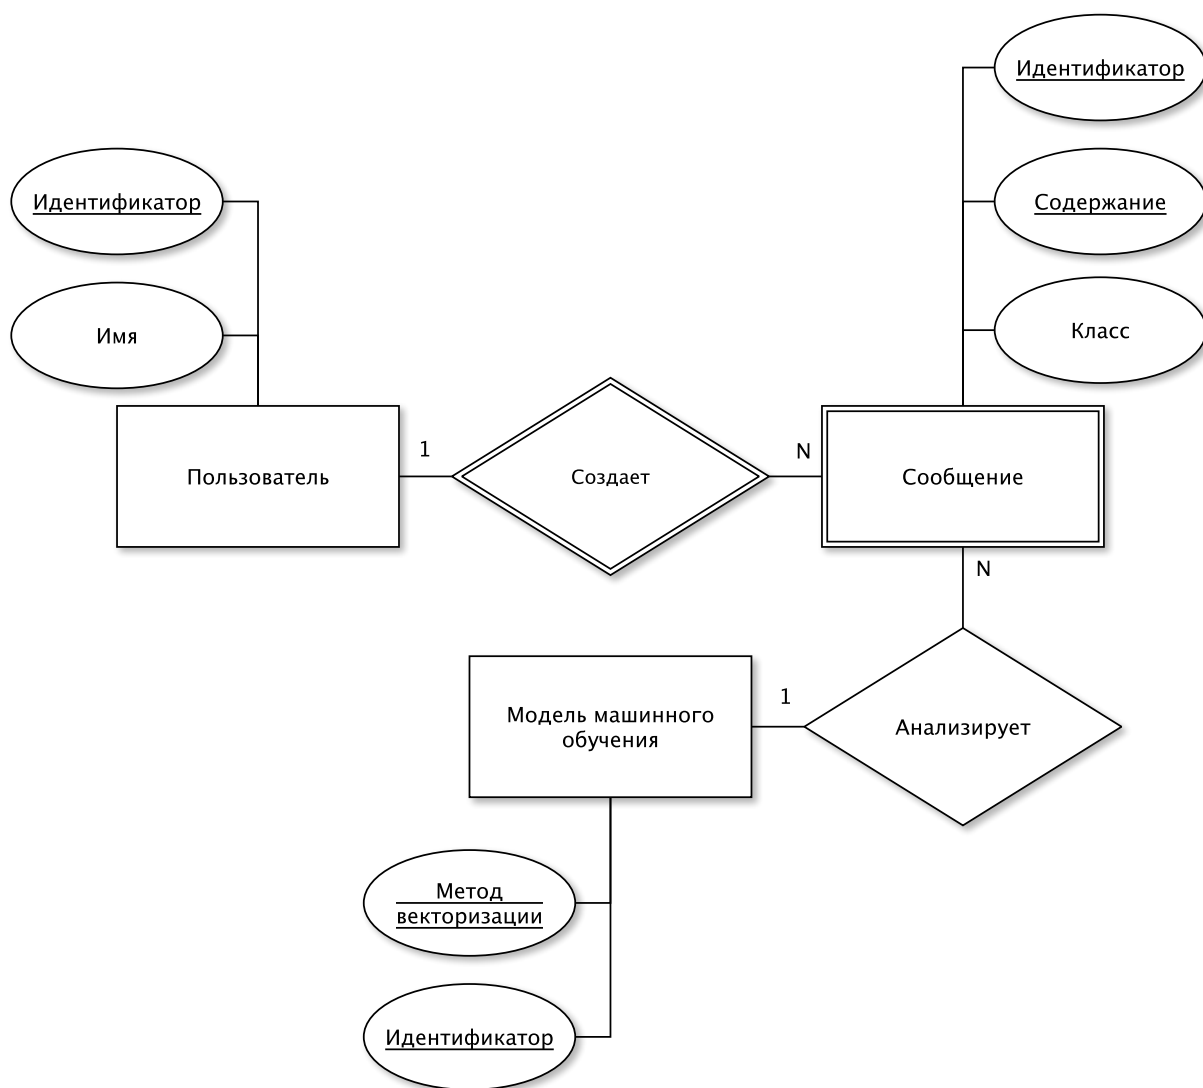 Идентификатор
Идентификатор
Содержание
Имя
Класс
Пользователь
1
Создает
N
Сообщение
N
Модель машинного
обучения
1
Анализирует
Метод
векторизации
Идентификатор